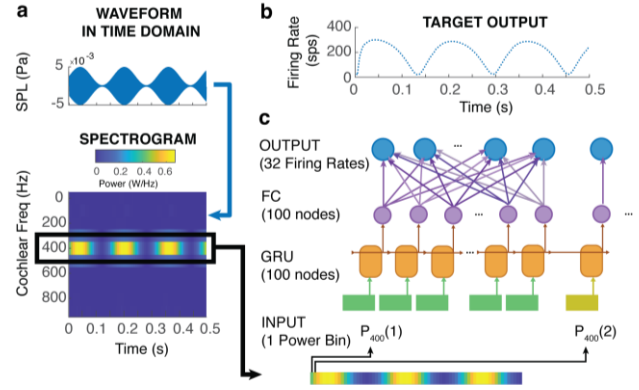 a
WAVEFORM
IN TIME DOMAIN
SPL (Pa)
5
-5
×10⁻³
SPECTROGRAM
0 0.2 0.4 0.6
Power (W/Hz)
Cochlear Freq (Hz)
0
200
400
600
800
0 0.1 0.2 0.3 0.4 0.5
Time (s)
b
TARGET OUTPUT
Firing Rate
(sps)
400
200
0
0 0.1 0.2 0.3 0.4 0.5
Time (s)
c
OUTPUT
(32 Firing Rates)
...
FC
(100 nodes)
...
...
GRU
(100 nodes)
...
INPUT
(1 Power Bin)
P₄₀₀(1)
P₄₀₀(2)